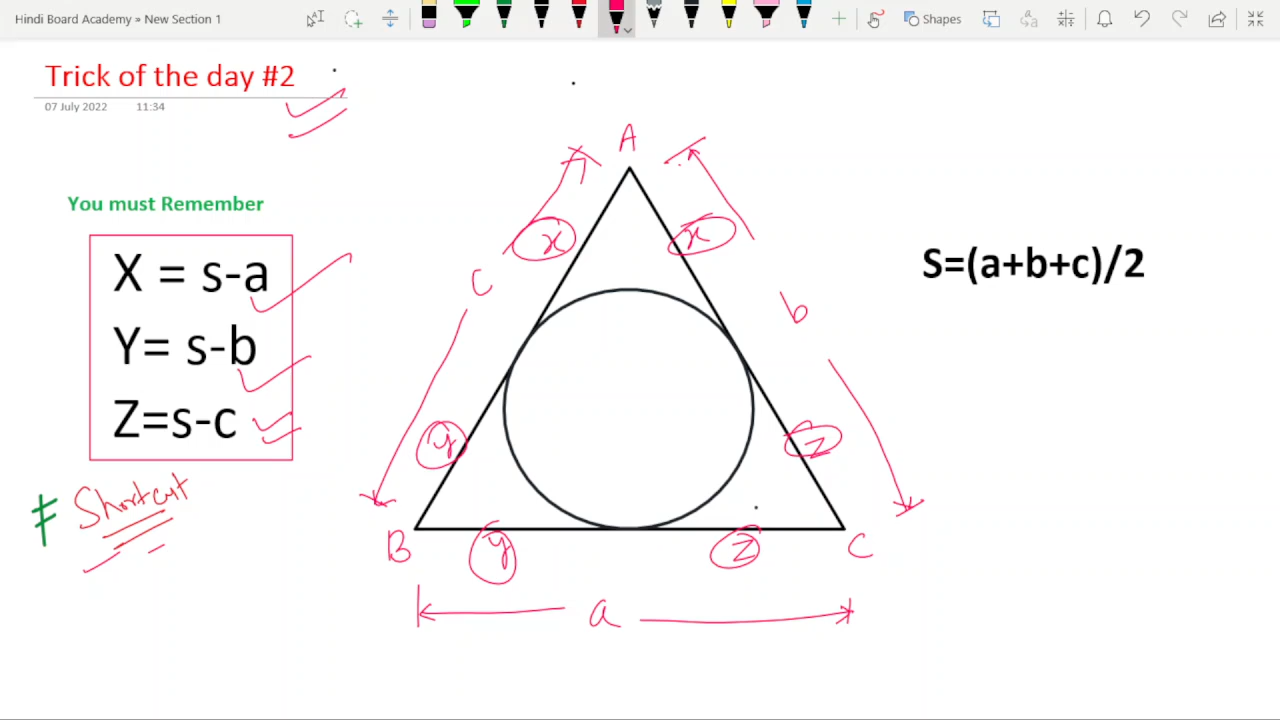 Hindi Board Academy » New Section 1
Shapes
Trick of the day #2
07 July 2022 11:34
You must Remember
X = s-a
Y= s-b
Z=s-c
# Shortcut
A
x
x
C
b
S=(a+b+c)/2
y
z
B
y
z
C
a